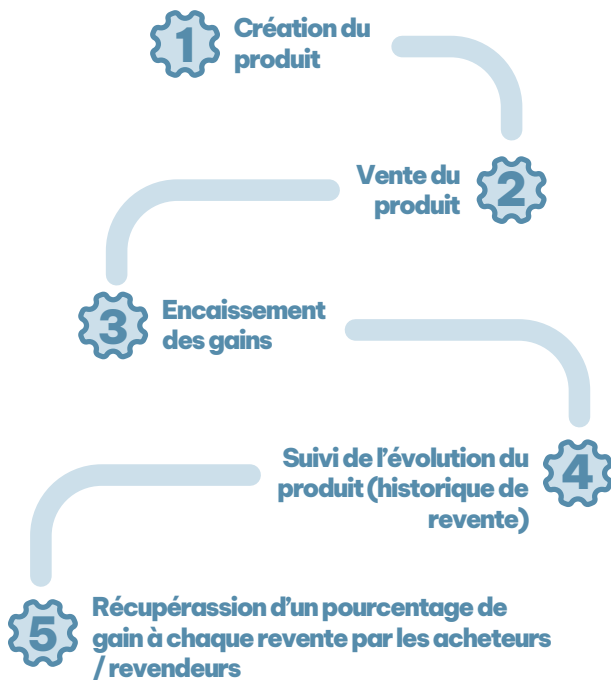 1
Création du
produit
Vente du
produit
2
3
Encaissement
des gains
Suivi de l’évolution du
produit (historique de
revente)
4
5
Récupérassion d’un pourcentage de
gain à chaque revente par les acheteurs
/ revendeurs